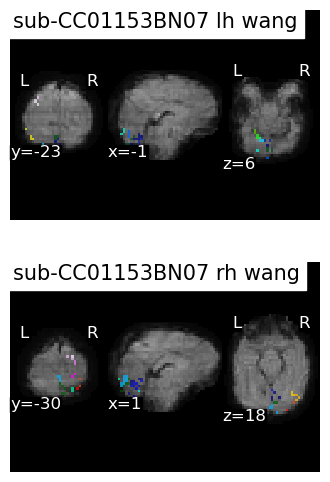 sub-CC01153BN07 lh wang
L R
L R
y=-23
x=-1
z=6
sub-CC01153BN07 rh wang
L R
L R
y=-30
x=1
z=18